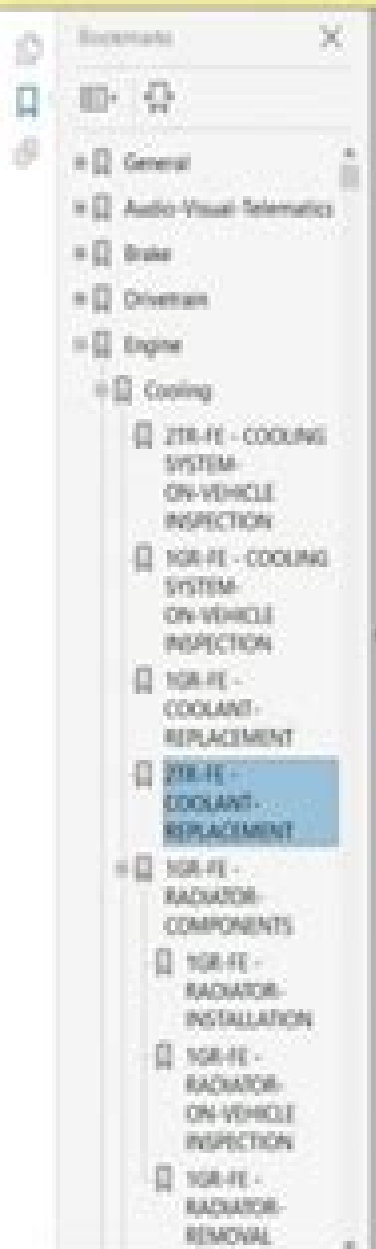 Bookmarks
General
Audio-Visual-Telematics
Brake
Drivetrain
Engine
Cooling
2TR-FE - COOLING
SYSTEM-
ON-VEHICLE
INSPECTION
1GR-FE - COOLING
SYSTEM-
ON-VEHICLE
INSPECTION
1GR-FE -
COOLANT-
REPLACEMENT
2TR-FE -
COOLANT-
REPLACEMENT
1GR-FE -
RADIATOR-
COMPONENTS
1GR-FE -
RADIATOR-
INSTALLATION
1GR-FE -
RADIATOR-
ON-VEHICLE
INSPECTION
1GR-FE -
RADIATOR-
REMOVAL